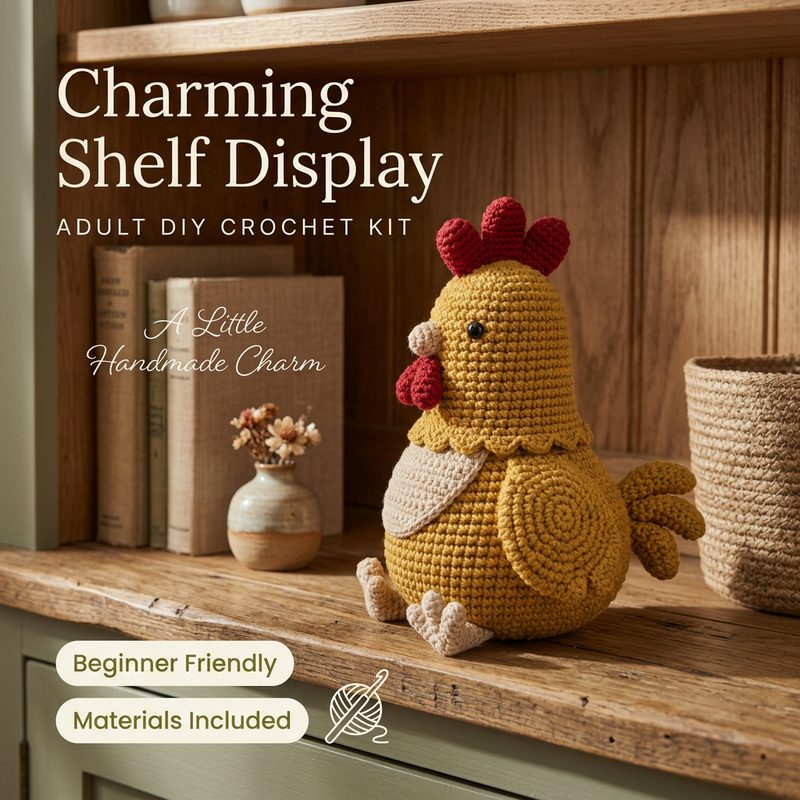 Charming
Shelf Display
ADULT DIY CROCHET KIT
A Little
Handmade Charm
Beginner Friendly
Materials Included